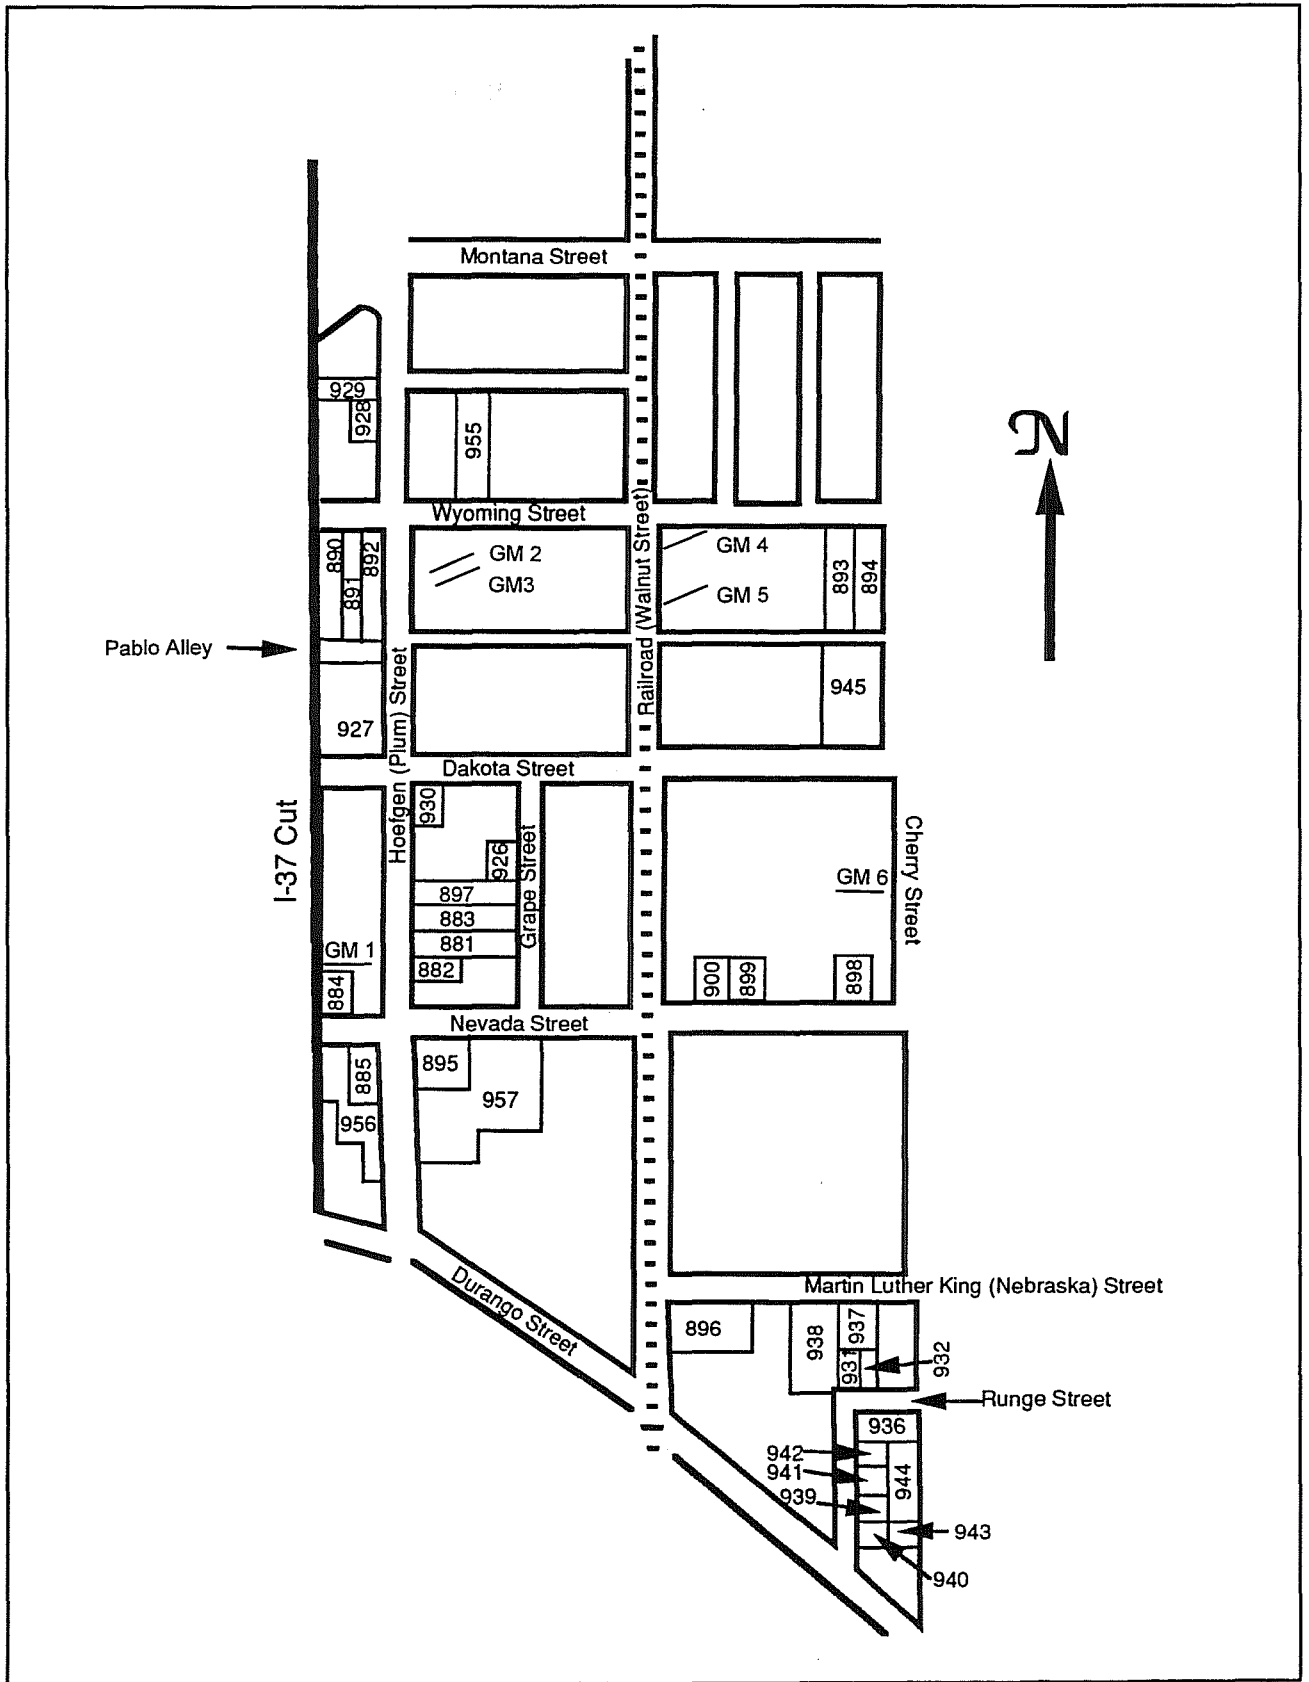 Montana Street
929
928
955
N
Wyoming Street
890
891
892
GM 2
GM3
GM 4
GM 5
893
894
Railroad (Walnut Street)
Pablo Alley
927
945
Hoefgen (Plum) Street
Dakota Street
I-37 Cut
930
926
897
883
881
882
Grape Street
GM 6
Cherry Street
GM 1
884
900
899
898
Nevada Street
885
956
895
957
Durango Street
Martin Luther King (Nebraska) Street
896
938
937
931
932
Runge Street
936
942
941
939
944
943
940